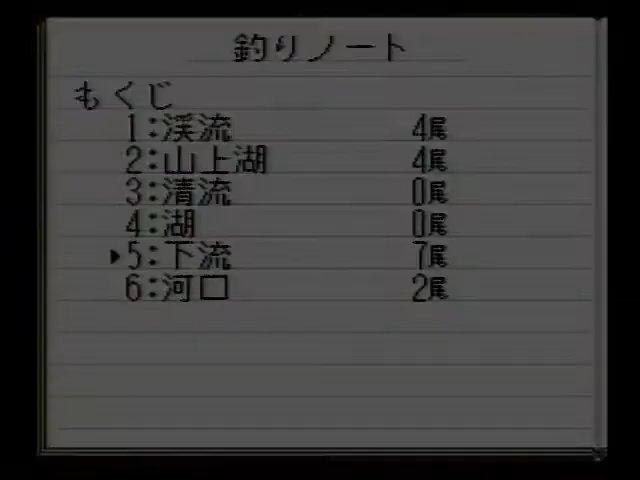 釣りノート
もくじ
1:渓流 4尾
2:山上湖 4尾
3:清流 0尾
4:湖 0尾
▶5:下流 7尾
6:河口 2尾